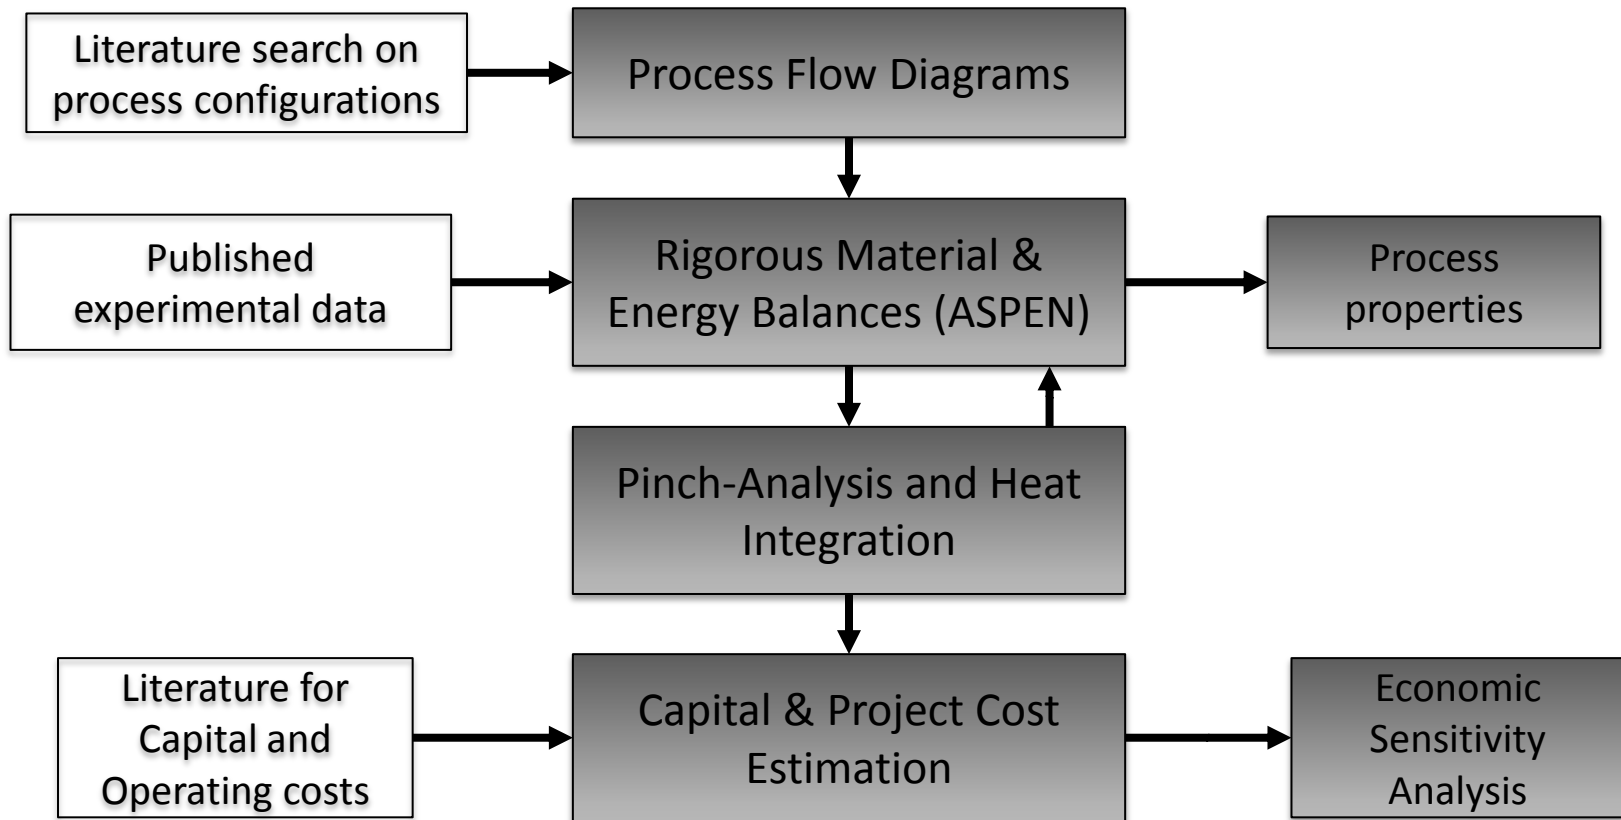 Literature search on
process configurations
Process Flow Diagrams
Published
experimental data
Rigorous Material &
Energy Balances (ASPEN)
Process
properties
Pinch-Analysis and Heat
Integration
Literature for
Capital and
Operating costs
Capital & Project Cost
Estimation
Economic
Sensitivity
Analysis